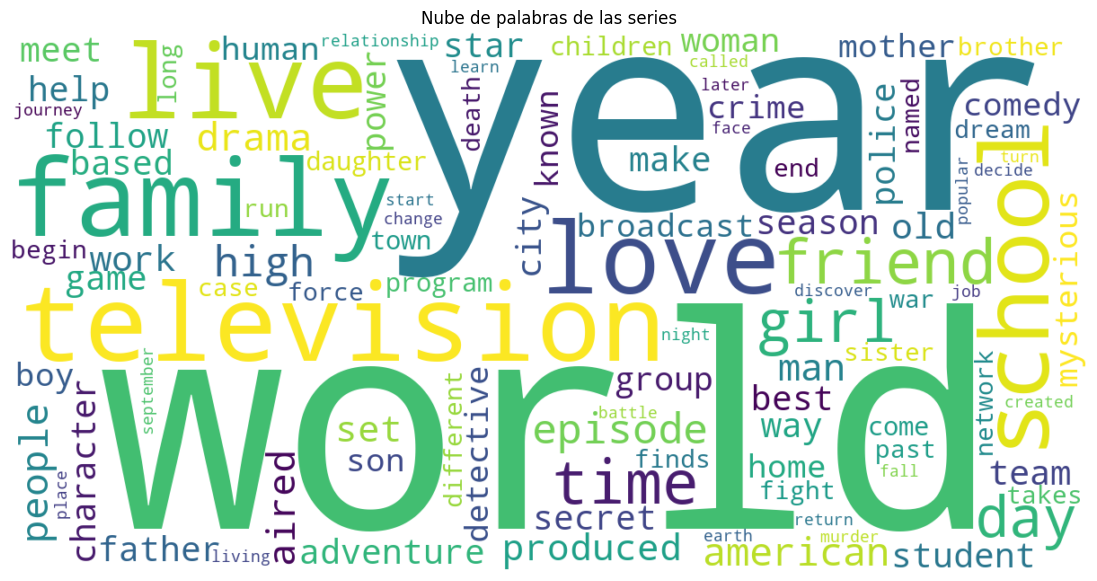 Nube de palabras de las series
meet
live
long
human
relationship
star
learn
year
children
woman
called
mother
brother
help
journey
power
death
known
later
crime
face
police
named
comedy
follow
drama
based
daughter
make
end
dream
turn
decide
popular
school
family
run
start
change
town
city
broadcast
season
old
mysterious
begin
work
high
love
friend
game
case
force
program
discover
war
job
television
night
girl
boy
september
world
man
sister
network
created
people
character
different
detective
group
best
set
battle
episode
way
come
past
fall
son
finds
home
team
place
aired
time
fight
takes
secret
return
day
father
living
adventure
produced
earth
american
murder
student